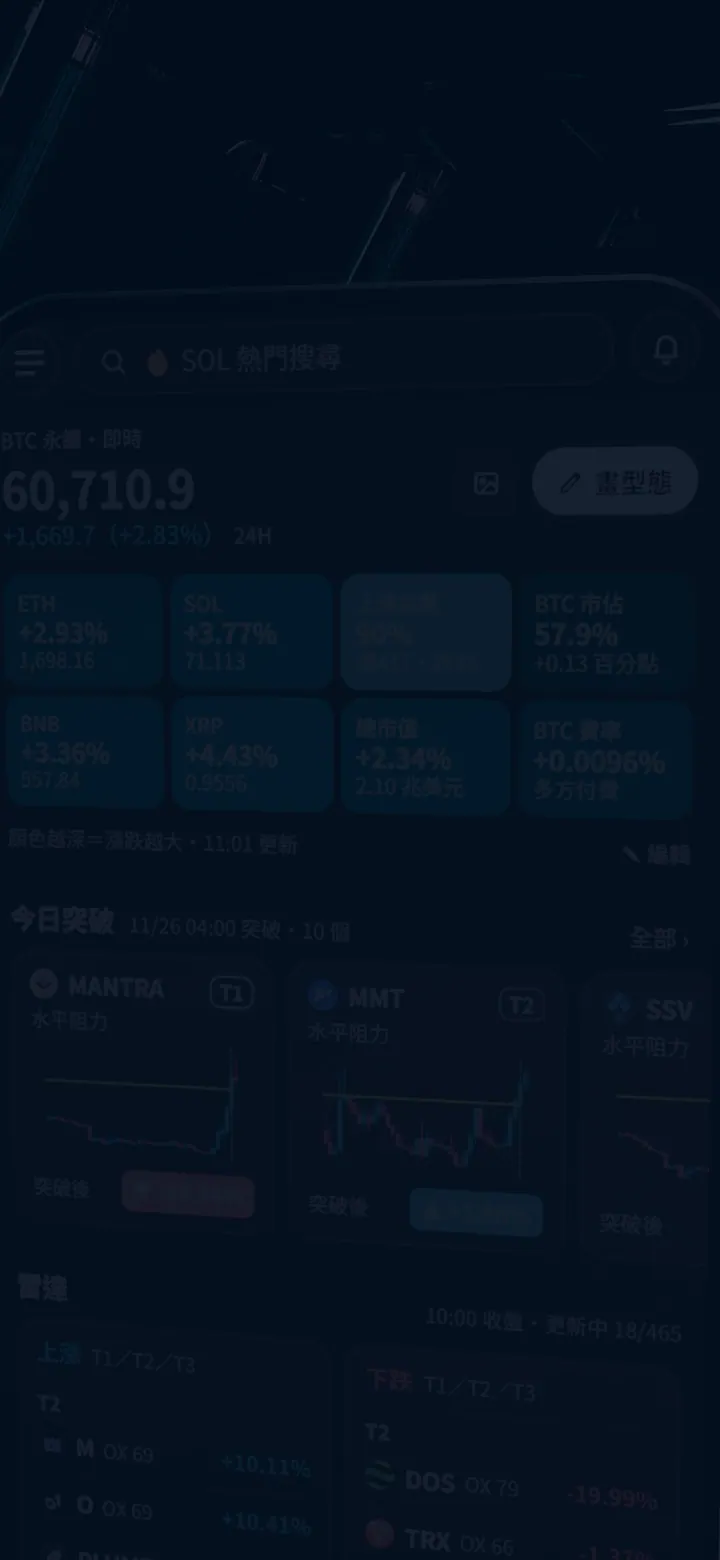 SOL 熱門搜尋
BTC 永續・即時
60,710.9
畫型態
+1,669.7 (+2.83%) 24H
ETH
+2.93%
1,698.16
SOL
+3.77%
71.113
BTC 市佔
57.9%
+0.13 百分點
BNB
+3.36%
557.84
XRP
+4.43%
0.9556
總市值
+2.34%
2.10 兆美元
BTC 費率
+0.0096%
多方付費
顏色越深＝漲跌越大・11:01 更新
編輯
今日突破 11/26 04:00 突破・10 個
全部 ›
MANTRA T1
水平阻力
突破後
MMT T2
水平阻力
突破後
SSV
水平阻力
突破後
雷達
10:00 收盤・更新中 18/465
上漲 T1／T2／T3
T2
M OX 69 +10.11%
O OX 69 +10.41%
下跌 T1／T2／T3
T2
DOS OX 79 -19.99%
TRX OX 66